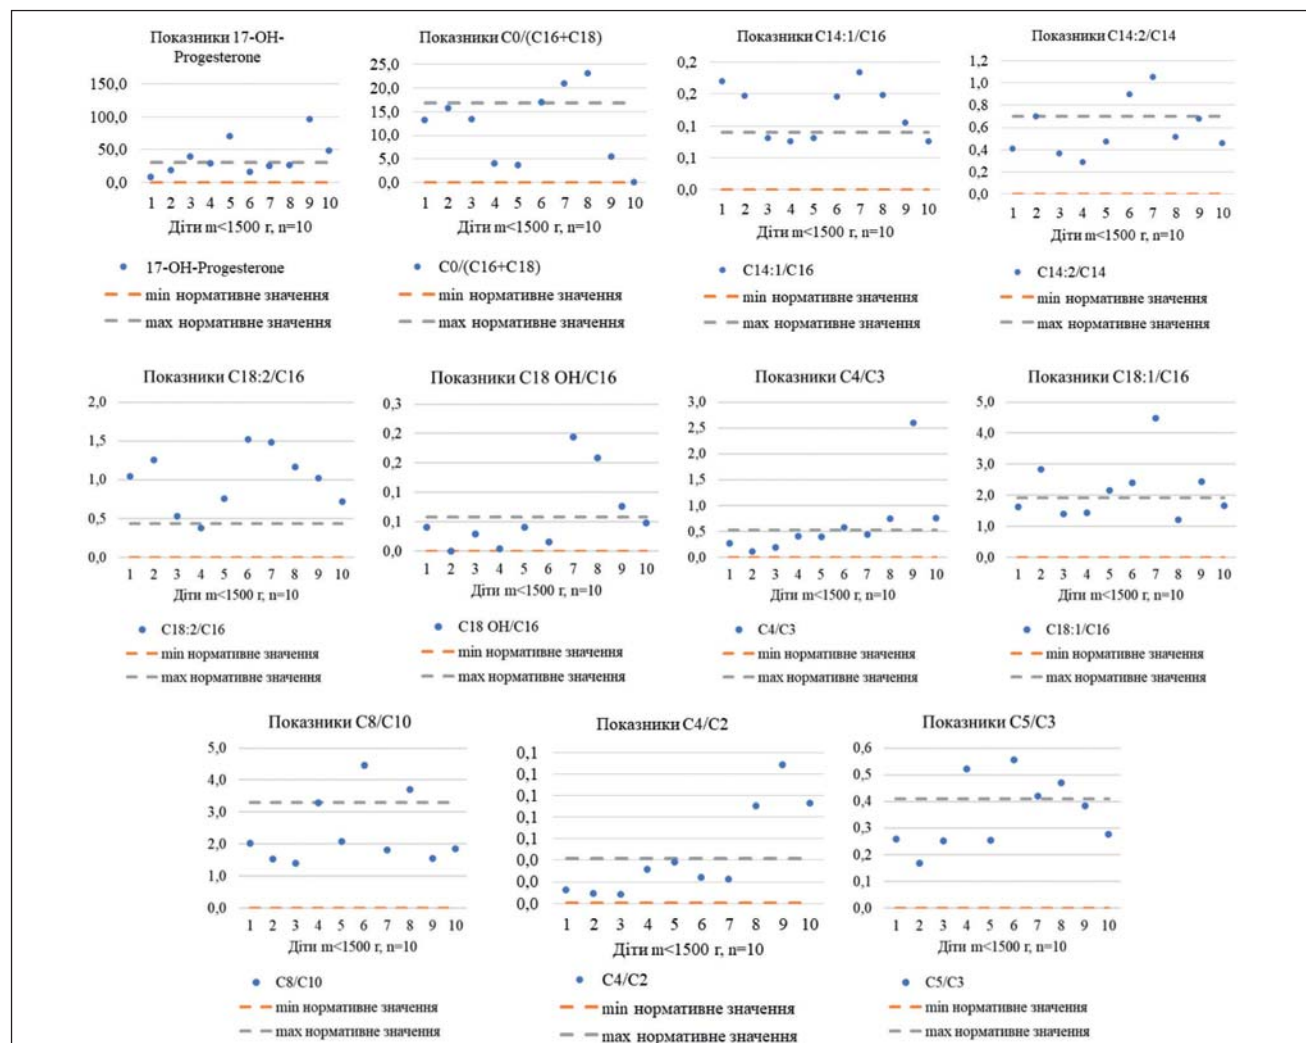 Показники 17-OH-
Progesterone
150,0
100,0
50,0
0,0
1 2 3 4 5 6 7 8 9 10
Діти m<1500 г, n=10
17-OH-Progesterone
min нормативне значення
max нормативне значення
Показники C0/(C16+C18)
25,0
20,0
15,0
10,0
5,0
0,0
1 2 3 4 5 6 7 8 9 10
Діти m<1500 г, n=10
C0/(C16+C18)
min нормативне значення
max нормативне значення
Показники C14:1/C16
0,2
0,2
0,1
0,1
0,0
1 2 3 4 5 6 7 8 9 10
Діти m<1500 г, n=10
C14:1/C16
min нормативне значення
max нормативне значення
Показники C14:2/C14
1,2
1,0
0,8
0,6
0,4
0,2
0,0
1 2 3 4 5 6 7 8 9 10
Діти m<1500 г, n=10
C14:2/C14
min нормативне значення
max нормативне значення
Показники C18:2/C16
2,0
1,5
1,0
0,5
0,0
1 2 3 4 5 6 7 8 9 10
Діти m<1500 г, n=10
C18:2/C16
min нормативне значення
max нормативне значення
Показники C18 OH/C16
0,3
0,2
0,2
0,1
0,1
0,0
1 2 3 4 5 6 7 8 9 10
Діти m<1500 г, n=10
C18 OH/C16
min нормативне значення
max нормативне значення
Показники C4/C3
3,0
2,5
2,0
1,5
1,0
0,5
0,0
1 2 3 4 5 6 7 8 9 10
Діти m<1500 г, n=10
C4/C3
min нормативне значення
max нормативне значення
Показники C18:1/C16
5,0
4,0
3,0
2,0
1,0
0,0
1 2 3 4 5 6 7 8 9 10
Діти m<1500 г, n=10
C18:1/C16
min нормативне значення
max нормативне значення
Показники C8/C10
5,0
4,0
3,0
2,0
1,0
0,0
1 2 3 4 5 6 7 8 9 10
Діти m<1500 г, n=10
C8/C10
min нормативне значення
max нормативне значення
Показники C4/C2
0,1
0,1
0,1
0,1
0,1
0,0
0,0
0,0
1 2 3 4 5 6 7 8 9 10
Діти m<1500 г, n=10
C4/C2
min нормативне значення
max нормативне значення
Показники C5/C3
0,6
0,5
0,4
0,3
0,2
0,1
0,0
1 2 3 4 5 6 7 8 9 10
Діти m<1500 г, n=10
C5/C3
min нормативне значення
max нормативне значення